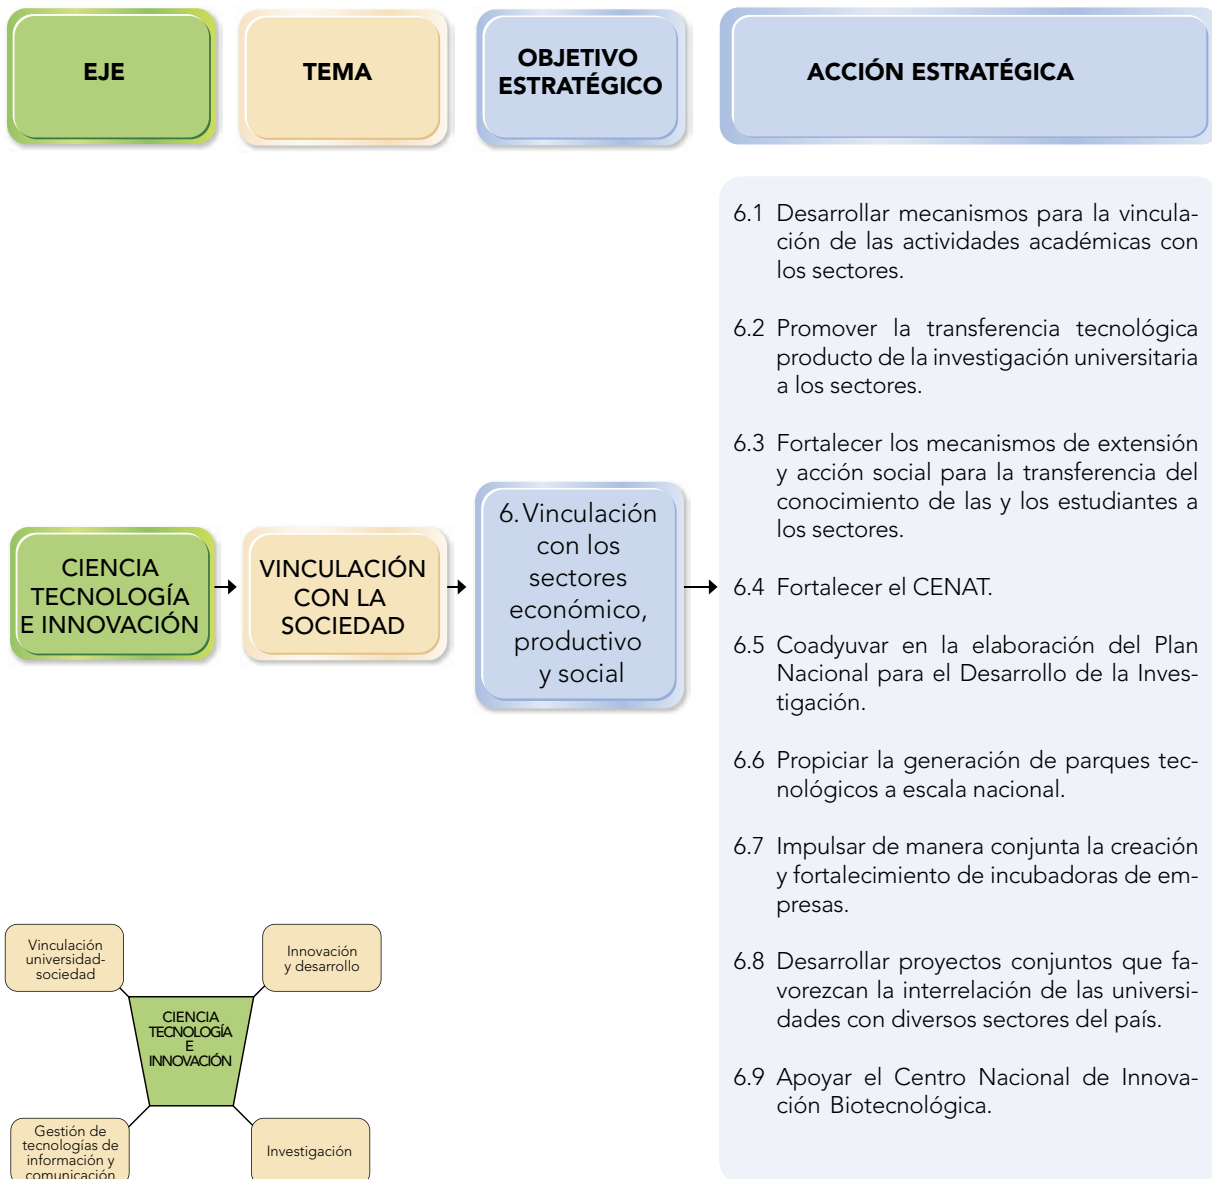 EJE
TEMA
OBJETIVO
ESTRATÉGICO
ACCIÓN ESTRATÉGICA
CIENCIA
TECNOLOGÍA
E INNOVACIÓN
VINCULACIÓN
CON LA
SOCIEDAD
6. Vinculación
con los
sectores
económico,
productivo
y social
6.1 Desarrollar mecanismos para la vincula-
ción de las actividades académicas con
los sectores.
6.2 Promover la transferencia tecnológica
producto de la investigación universitaria
a los sectores.
6.3 Fortalecer los mecanismos de extensión
y acción social para la transferencia del
conocimiento de las y los estudiantes a
los sectores.
6.4 Fortalecer el CENAT.
6.5 Coadyuvar en la elaboración del Plan
Nacional para el Desarrollo de la Inves-
tigación.
6.6 Propiciar la generación de parques tec-
nológicos a escala nacional.
6.7 Impulsar de manera conjunta la creación
y fortalecimiento de incubadoras de em-
presas.
6.8 Desarrollar proyectos conjuntos que fa-
vorezcan la interrelación de las universi-
dades con diversos sectores del país.
6.9 Apoyar el Centro Nacional de Innova-
ción Biotecnológica.
Vinculación
universidad-
sociedad
Innovación
y desarrollo
CIENCIA
TECNOLOGÍA
E
INNOVACIÓN
Gestión de
tecnologías de
información y
comunicación
Investigación